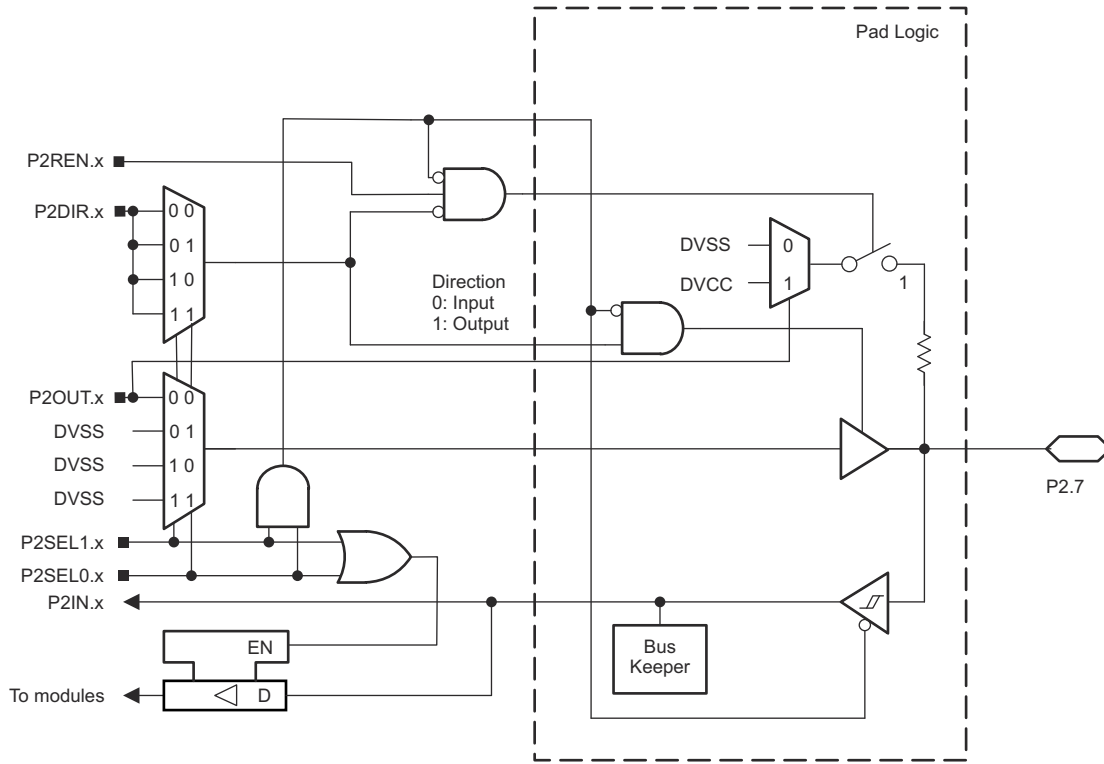 Pad Logic
P2REN.x
P2DIR.x
0 0
0 1
1 0
1 1
Direction
0: Input
1: Output
DVSS
0
DVCC
1
1
P2OUT.x
0 0
DVSS
0 1
DVSS
1 0
DVSS
1 1
P2.7
P2SEL1.x
P2SEL0.x
P2IN.x
Bus
Keeper
EN
To modules
D